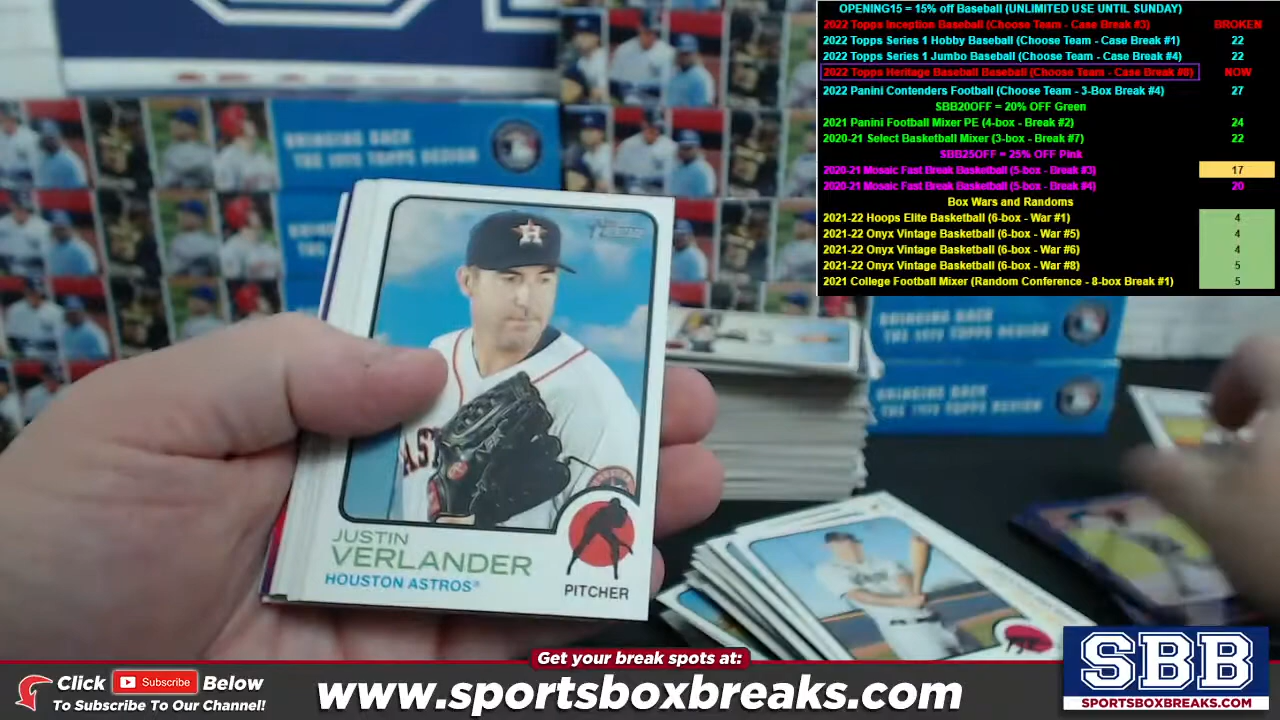 OPENING15 = 15% off Baseball (UNLIMITED USE UNTIL SUNDAY)
2022 Topps Inception Baseball (Choose Team - Case Break #3) BROKEN
2022 Topps Series 1 Hobby Baseball (Choose Team - Case Break #1) 22
2022 Topps Series 1 Jumbo Baseball (Choose Team - Case Break #4) 22
2022 Topps Heritage Baseball Baseball (Choose Team - Case Break #8) NOW
2022 Panini Contenders Football (Choose Team - 3-Box Break #4) 27
SBB20OFF = 20% OFF Green
2021 Panini Football Mixer PE (4-box - Break #2) 24
2020-21 Select Basketball Mixer (3-box - Break #7) 22
SBB25OFF = 25% OFF Pink
2020-21 Mosaic Fast Break Basketball (5-box - Break #3) 17
2020-21 Mosaic Fast Break Basketball (5-box - Break #4) 20
Box Wars and Randoms
2021-22 Hoops Elite Basketball (6-box - War #1) 4
2021-22 Onyx Vintage Basketball (6-box - War #5) 4
2021-22 Onyx Vintage Basketball (6-box - War #6) 4
2021-22 Onyx Vintage Basketball (6-box - War #8) 5
2021 College Football Mixer (Random Conference - 8-box Break #1) 5
BRINGING BACK
BRINGING BACK
THE 1973 TOPPS DESIGN
H
JUSTIN
VERLANDER
HOUSTON ASTROS®
PITCHER
Get your break spots at:
Click Subscribe Below
To Subscribe To Our Channel!
www.sportsboxbreaks.com
SBB
SPORTSBOXBREAKS.COM